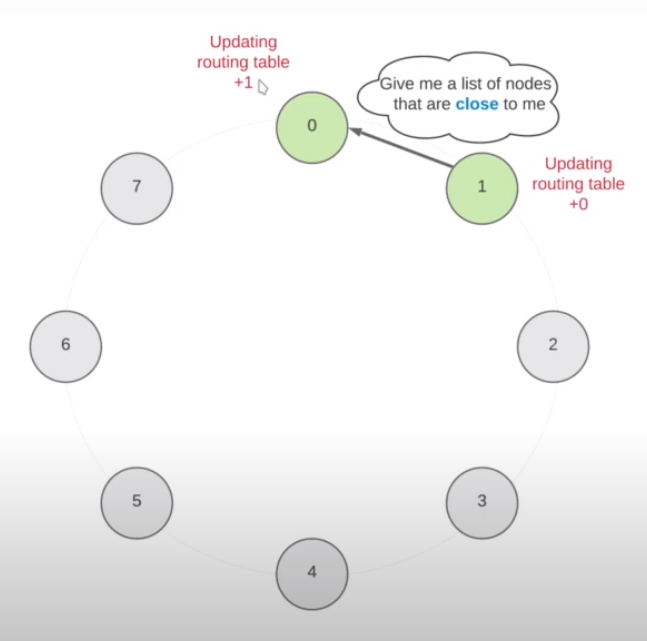 Updating
routing table
+1
Give me a list of nodes
that are close to me
0
7
1
Updating
routing table
+0
6
2
5
3
4